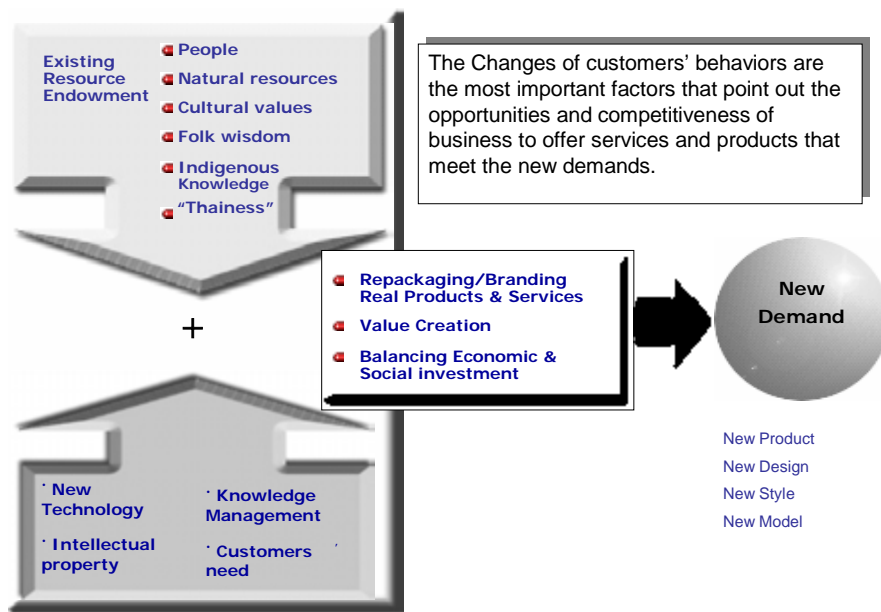 Existing
Resource
Endowment
People
Natural resources
Cultural values
Folk wisdom
Indigenous
Knowledge
“Thainess”
The Changes of customers’ behaviors are
the most important factors that point out the
opportunities and competitiveness of
business to offer services and products that
meet the new demands.
+
Repackaging/Branding
Real Products & Services
Value Creation
Balancing Economic &
Social investment
New
Demand
New Product
New Design
New Style
New Model
· New
Technology
· Intellectual
property
· Knowledge
Management
· Customers ’
need